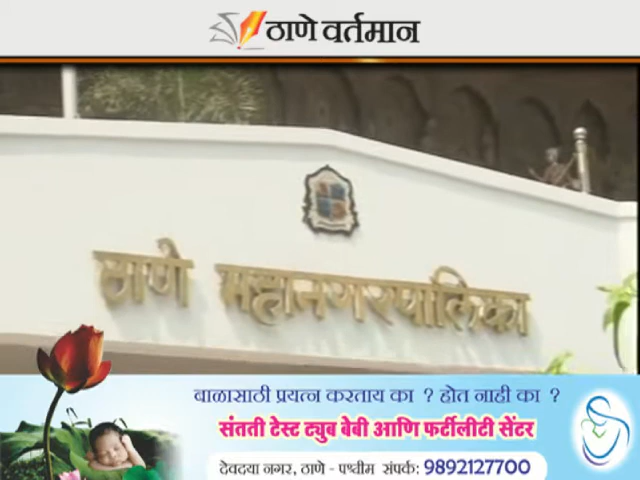 ठाणे वर्तमान
ठाणे महानगरपालिका
बाळासाठी प्रयत्न करताय का ? होत नाही का ?
संतती टेस्ट ट्युब बेबी आणि फर्टीलीटी सेंटर
देवदया नगर, ठाणे - पश्चीम संपर्क: 9892127700